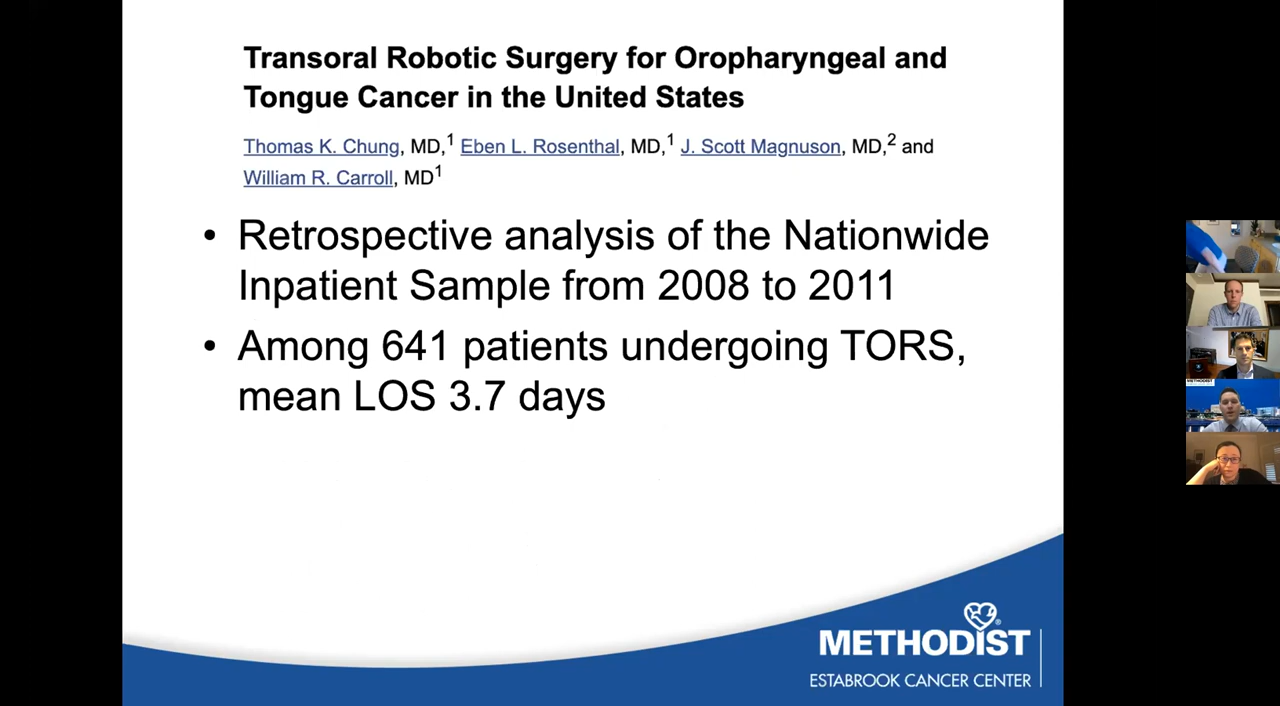 Transoral Robotic Surgery for Oropharyngeal and
Tongue Cancer in the United States
Thomas K. Chung, MD,1 Eben L. Rosenthal, MD,1 J. Scott Magnuson, MD,2 and
William R. Carroll, MD1
• Retrospective analysis of the Nationwide
Inpatient Sample from 2008 to 2011
• Among 641 patients undergoing TORS,
mean LOS 3.7 days
METHODIST
ESTABROOK CANCER CENTER
METHODIST